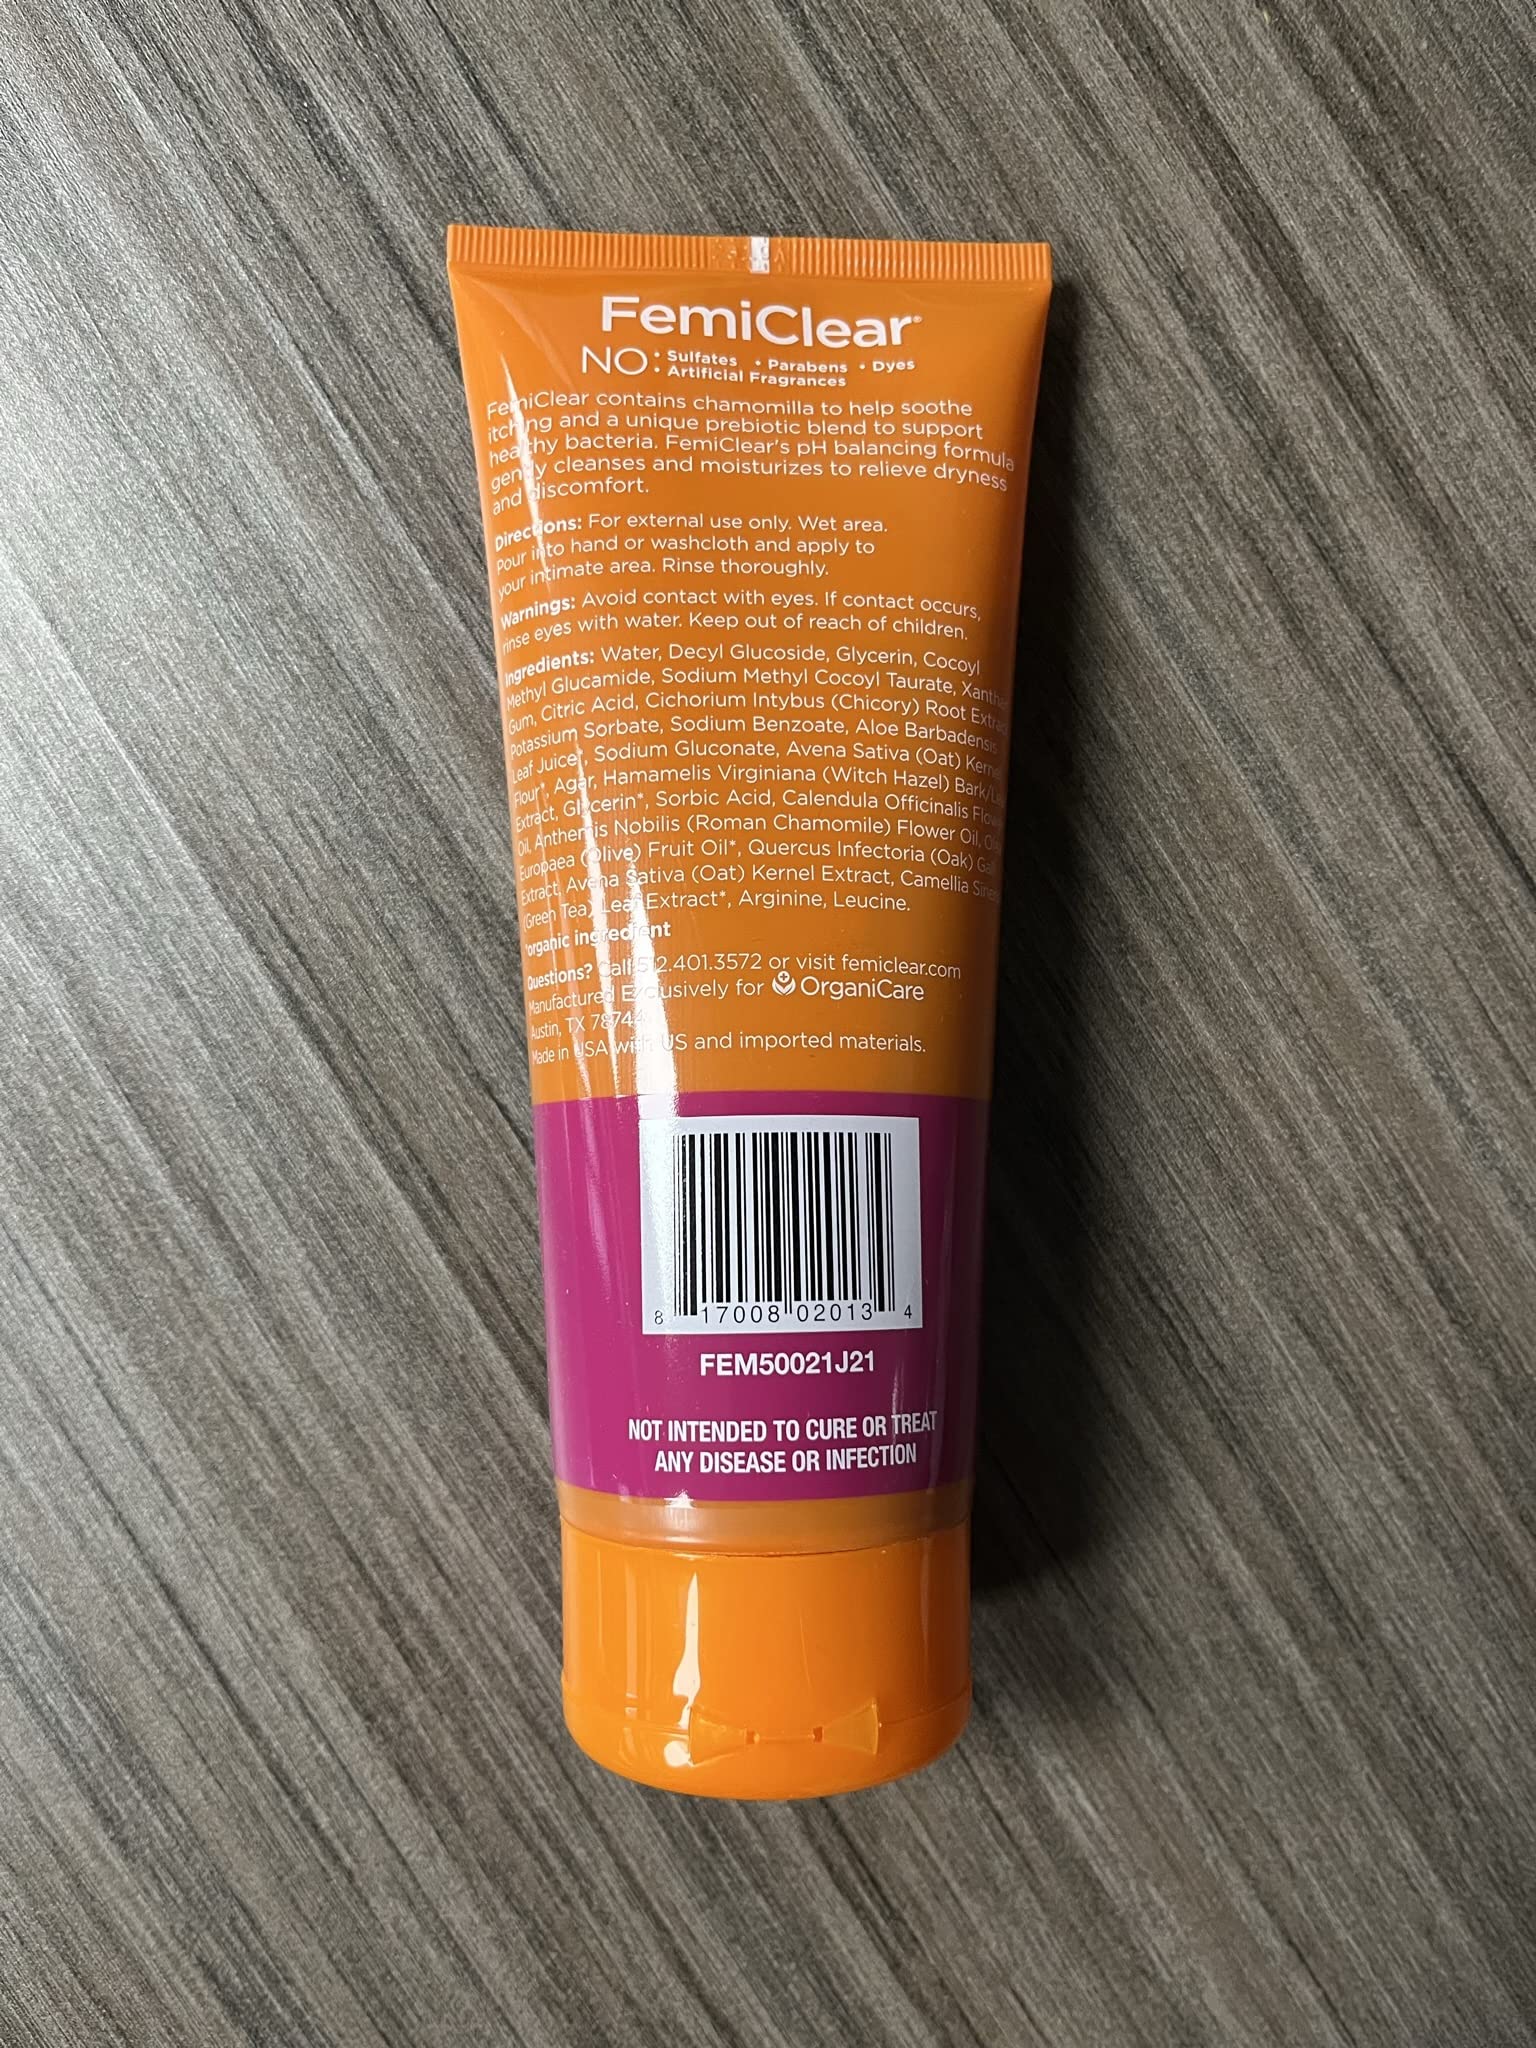 FemiClear®
NO: • Sulfates • Parabens • Dyes
• Artificial Fragrances
FemiClear contains chamomilla to help soothe
itching and a unique prebiotic blend to support
healthy bacteria. FemiClear's pH balancing formula
gently cleanses and moisturizes to relieve dryness
and discomfort.
Directions: For external use only. Wet area.
Pour into hand or washcloth and apply to
your intimate area. Rinse thoroughly.
Warnings: Avoid contact with eyes. If contact occurs,
rinse eyes with water. Keep out of reach of children.
Ingredients: Water, Decyl Glucoside, Glycerin, Cocoyl
Methyl Glucamide, Sodium Methyl Cocoyl Taurate, Xanthan
Gum, Citric Acid, Cichorium Intybus (Chicory) Root Extract
Potassium Sorbate, Sodium Benzoate, Aloe Barbadensis
Leaf Juice*, Sodium Gluconate, Avena Sativa (Oat) Kernel
Flour*, Agar, Hamamelis Virginiana (Witch Hazel) Bark/
Extract, Glycerin*, Sorbic Acid, Calendula Officinalis Flower
Oil, Anthemis Nobilis (Roman Chamomile) Flower Oil,
Europaea (Olive) Fruit Oil*, Quercus Infectoria (Oak) Gall
Extract, Avena Sativa (Oat) Kernel Extract, Camellia Sinensis
(Green Tea) Leaf Extract*, Arginine, Leucine.
*organic ingredient
Questions? Call 512.401.3572 or visit femiclear.com
Manufactured Exclusively for OrganiCare
Austin, TX 78744
Made in USA with US and imported materials.
8 17008 02013 4
FEM50021J21
NOT INTENDED TO CURE OR TREAT
ANY DISEASE OR INFECTION